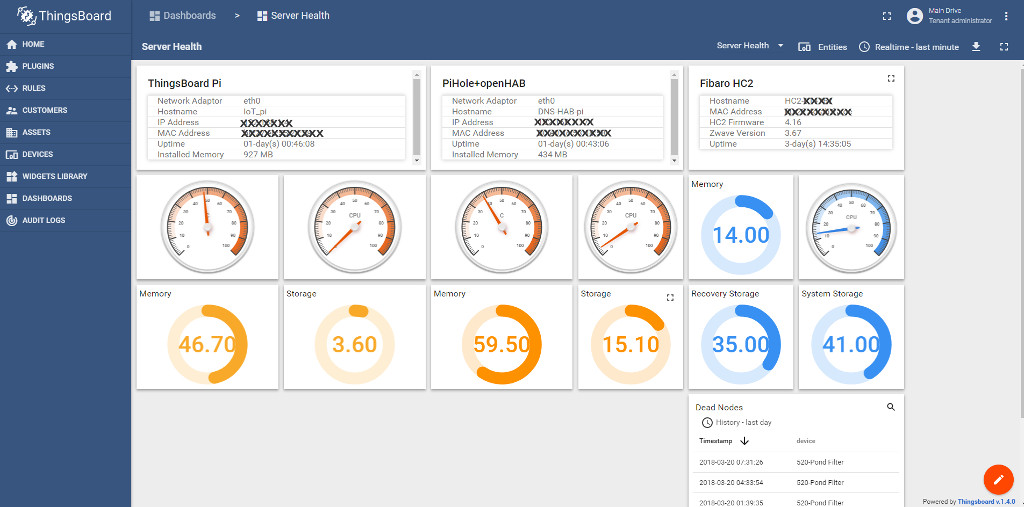 ThingsBoard
Dashboards > Server Health
Main Drive
Tenant administrator
HOME
PLUGINS
RULES
CUSTOMERS
ASSETS
DEVICES
WIDGETS LIBRARY
DASHBOARDS
AUDIT LOGS
Server Health
Server Health
Entities
Realtime - last minute
ThingsBoard Pi
Network Adaptor eth0
Hostname IoT_pi
IP Address
MAC Address
Uptime 01-day(s) 00:46:08
Installed Memory 927 MB
PiHole+openHAB
Network Adaptor eth0
Hostname DNS-HAB-pi
IP Address
MAC Address
Uptime 01-day(s) 00:43:06
Installed Memory 434 MB
Fibaro HC2
Hostname HC2-
MAC Address
HC2 Firmware 4.16
Zwave Version 3.67
Uptime 3-day(s) 14:35:05
CPU
C
CPU
Memory
14.00
CPU
Memory
46.70
Storage
3.60
Memory
59.50
Storage
15.10
Recovery Storage
35.00
System Storage
41.00
Dead Nodes
History - last day
Timestamp device
2018-03-20 07:31:26 520-Pond Filter
2018-03-20 04:33:54 520-Pond Filter
2018-03-20 01:39:35 520-Pond Filter
Powered by Thingsboard v.1.4.0